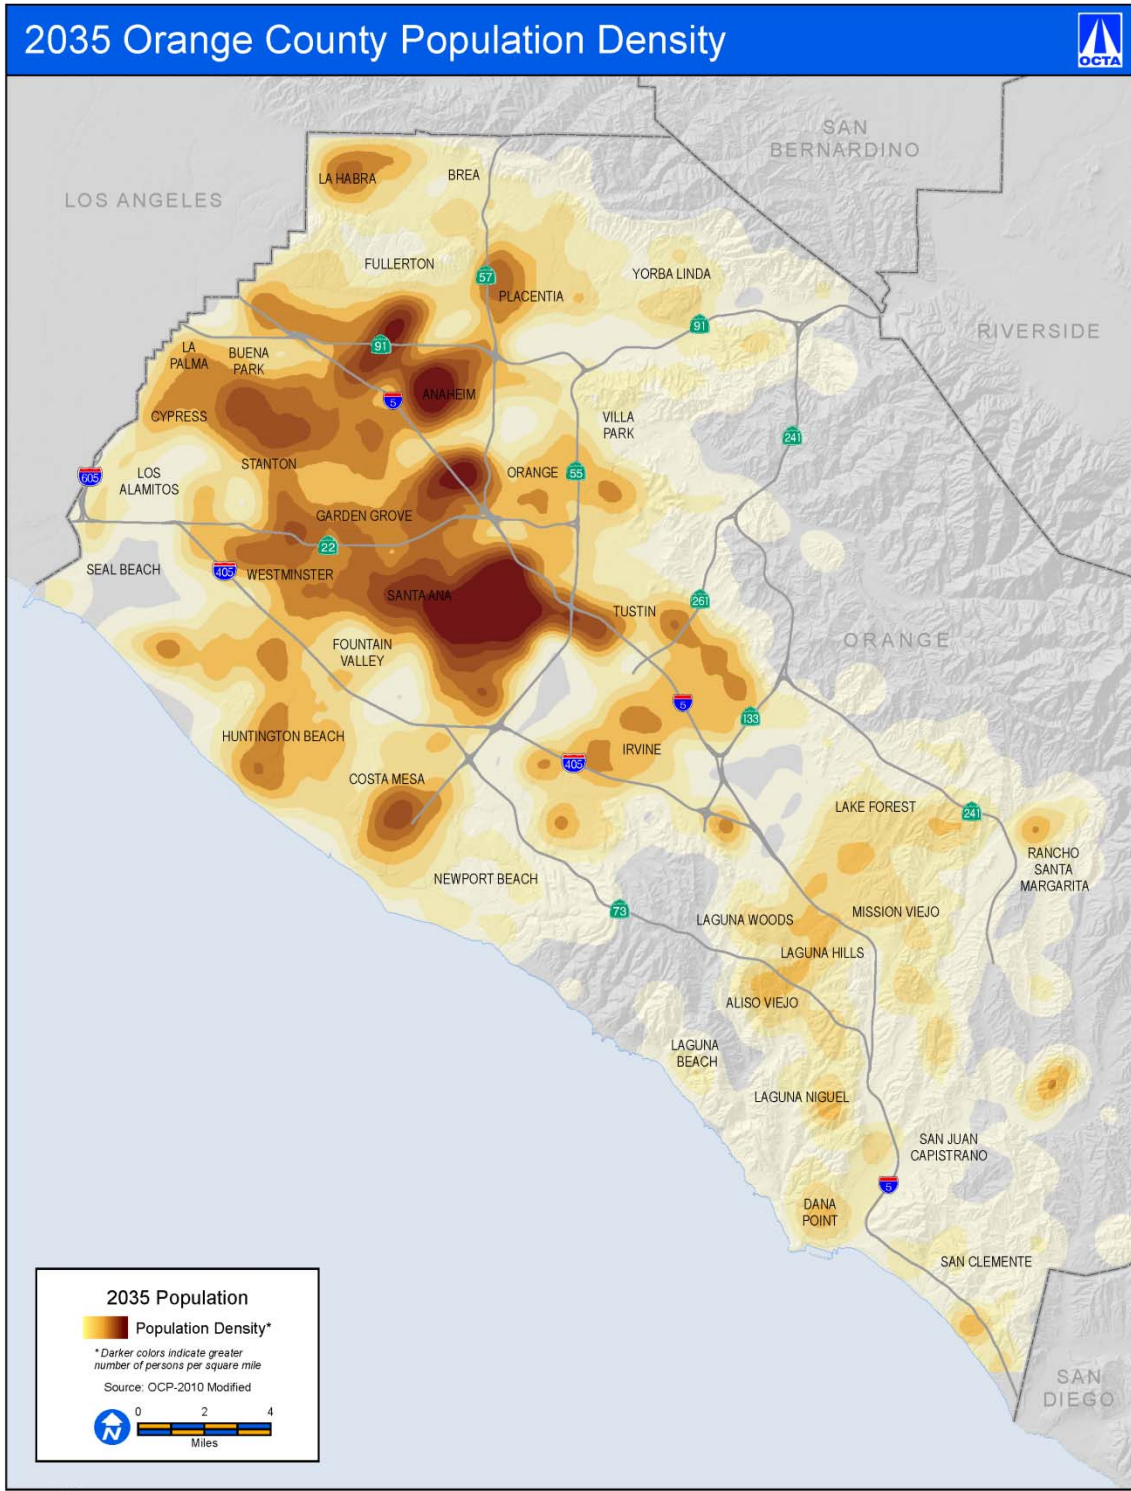 2035 Orange County Population Density
OCTA
SAN
BERNARDINO
LOS ANGELES
LA HABRA
BREA
FULLERTON
57
YORBA LINDA
PLACENTIA
91
RIVERSIDE
LA
PALMA
BUENA
PARK
91
ANAHEIM
5
CYPRESS
VILLA
PARK
241
STANTON
LOS
ALAMITOS
605
ORANGE
55
GARDEN GROVE
22
SEAL BEACH
405
WESTMINSTER
SANTA ANA
TUSTIN
261
ORANGE
FOUNTAIN
VALLEY
5
133
HUNTINGTON BEACH
IRVINE
405
COSTA MESA
LAKE FOREST
241
RANCHO
SANTA
MARGARITA
NEWPORT BEACH
73
LAGUNA WOODS
MISSION VIEJO
LAGUNA HILLS
ALISO VIEJO
LAGUNA
BEACH
LAGUNA NIGUEL
SAN JUAN
CAPISTRANO
5
DANA
POINT
SAN CLEMENTE
SAN
DIEGO
2035 Population
Population Density*
* Darker colors indicate greater
number of persons per square mile
Source: OCP-2010 Modified
N
0 2 4
Miles